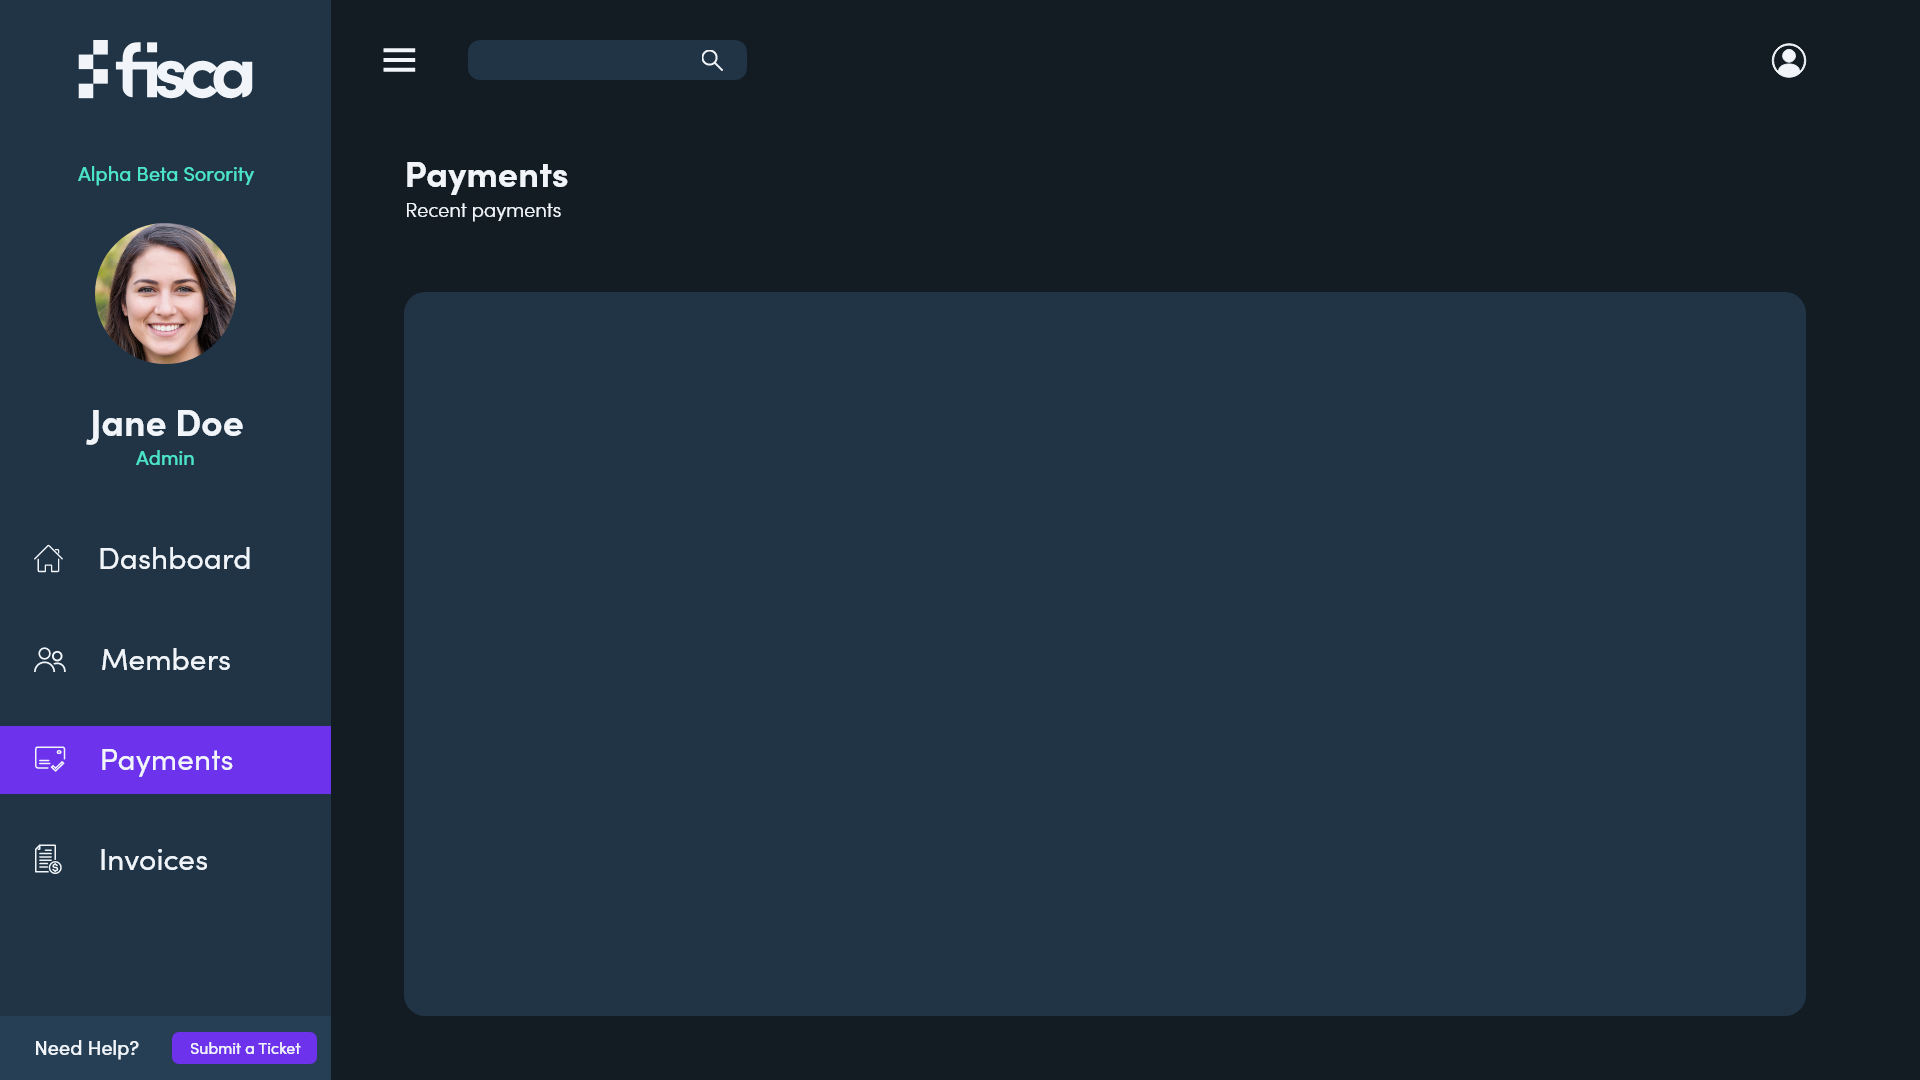 fisca
Alpha Beta Sorority
Jane Doe
Admin
Dashboard
Members
Payments
Invoices
Need Help?
Submit a Ticket
Payments
Recent payments